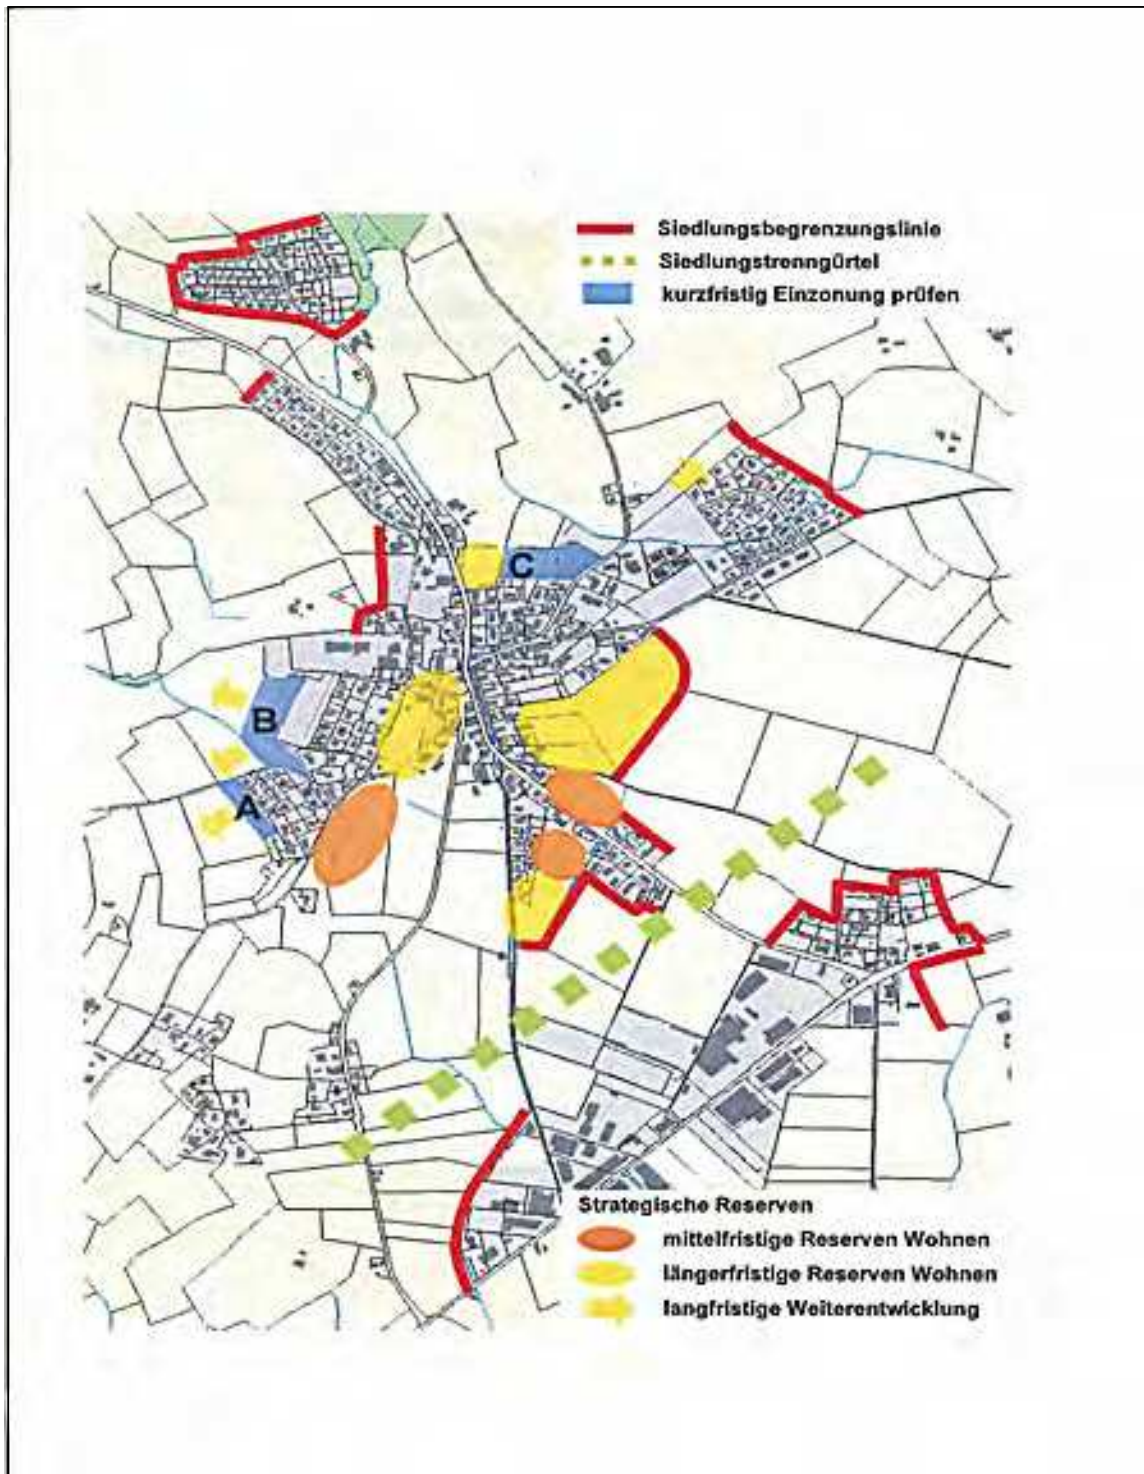 Siedlungsbegrenzungslinie
Siedlungstrenngürtel
kurzfristig Einzonung prüfen
C
B
A
Strategische Reserven
mittelfristige Reserven Wohnen
längerfristige Reserven Wohnen
langfristige Weiterentwicklung